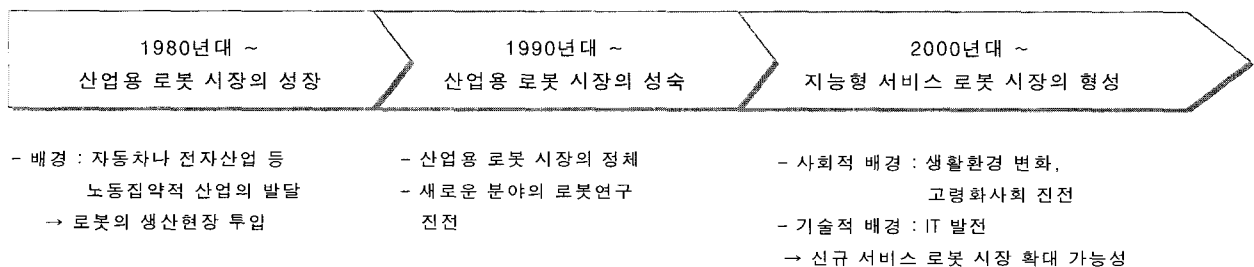 1980년대 ~
산업용 로봇 시장의 성장
1990년대 ~
산업용 로봇 시장의 성숙
2000년대 ~
지능형 서비스 로봇 시장의 형성
- 배경 : 자동차나 전자산업 등
노동집약적 산업의 발달
→ 로봇의 생산현장 투입
- 산업용 로봇 시장의 정체
- 새로운 분야의 로봇연구
진전
- 사회적 배경 : 생활환경 변화,
고령화사회 진전
- 기술적 배경 : IT 발전
→ 신규 서비스 로봇 시장 확대 가능성